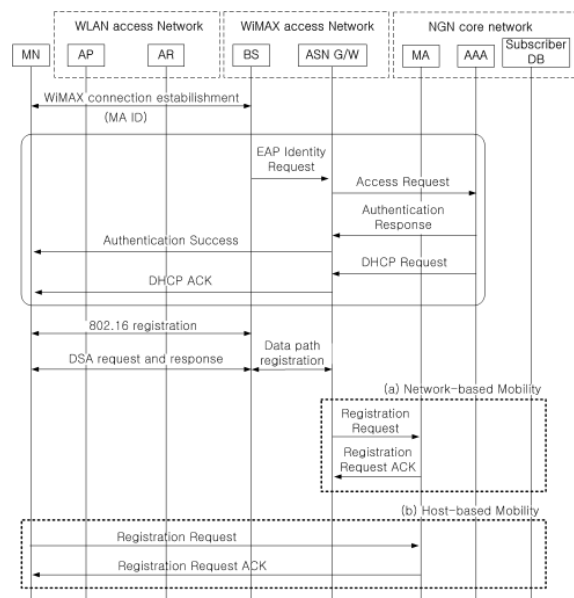 WLAN access Network
WiMAX access Network
NGN core network
MN
AP
AR
BS
ASN G/W
MA
AAA
Subscriber
DB
WiMAX connection estabilishment
(MA ID)
EAP Identity
Request
Access Request
Authentication
Response
Authentication Success
DHCP Request
DHCP ACK
802.16 registration
DSA request and response
Data path
registration
(a) Network-based Mobility
Registration
Request
Registration
Request ACK
(b) Host-based Mobility
Registration Request
Registration Request ACK